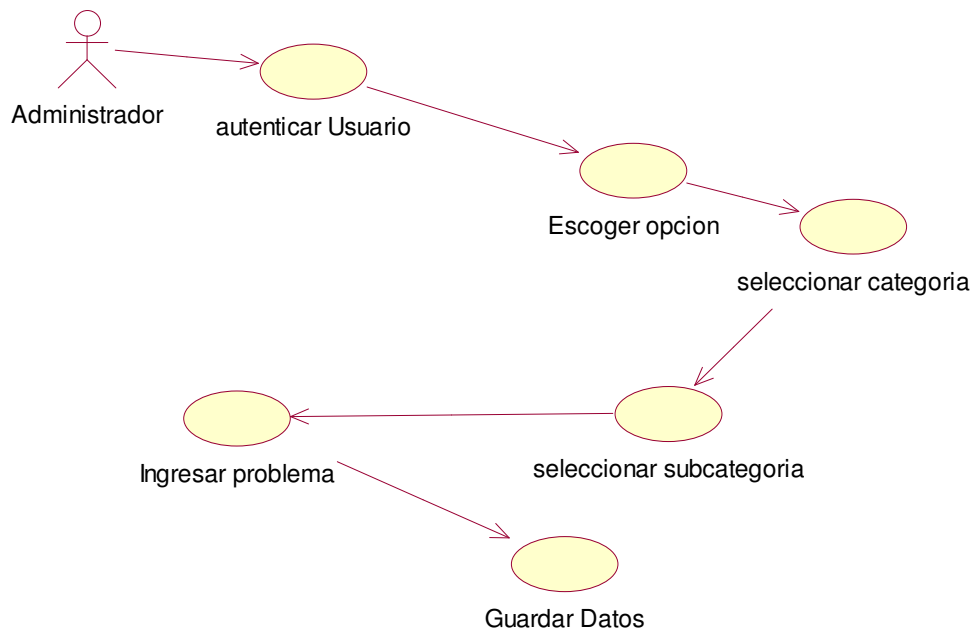 Administrador
autenticar Usuario
Escoger opcion
seleccionar categoria
seleccionar subcategoria
Ingresar problema
Guardar Datos